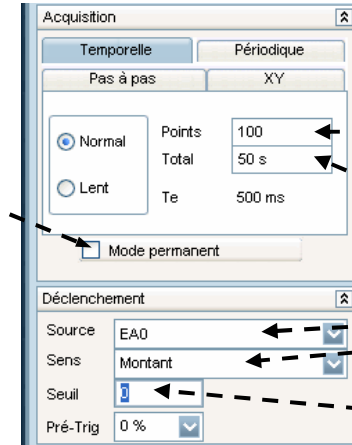 Acquisition
Temporelle Périodique
Pas à pas XY
Normal Points 100
Total 50 s
Lent Te 500 ms
Mode permanent
Déclenchement
Source EA0
Sens Montant
Seuil 0
Pré-Trig 0 %